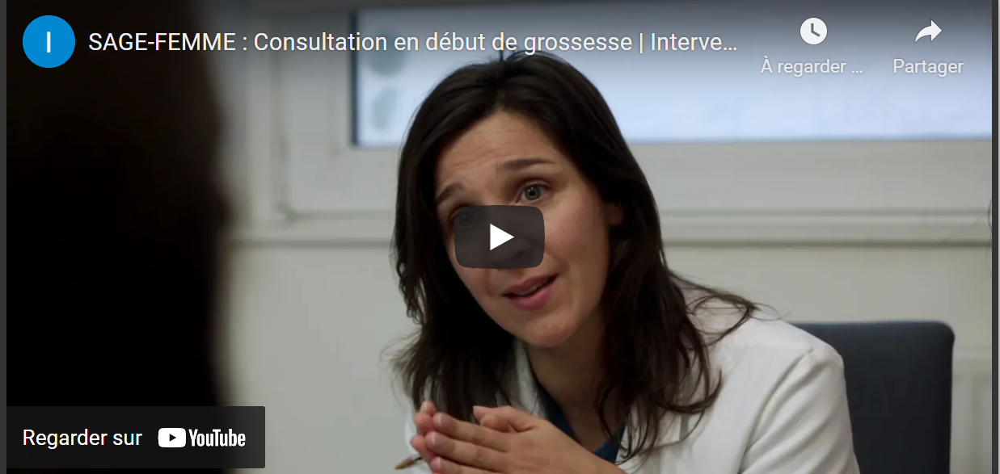 I
SAGE-FEMME : Consultation en début de grossesse | Interve...
À regarder ...
Partager
Regarder sur YouTube